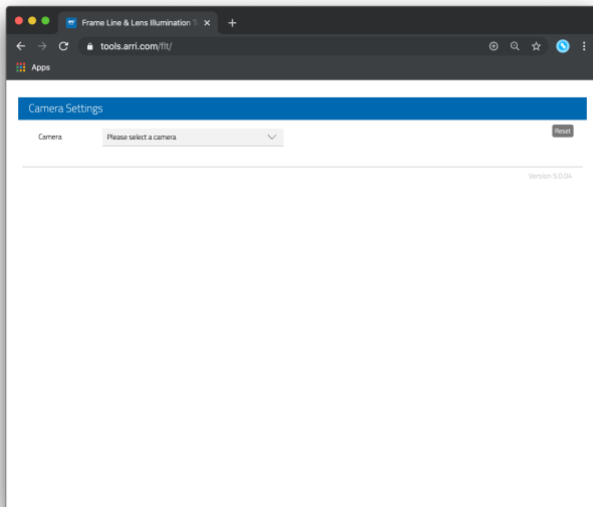 Frame Line & Lens Illumination T
tools.arri.com/flt/
Apps
Camera Settings
Camera
Please select a camera
Reset
Version 5.0.04